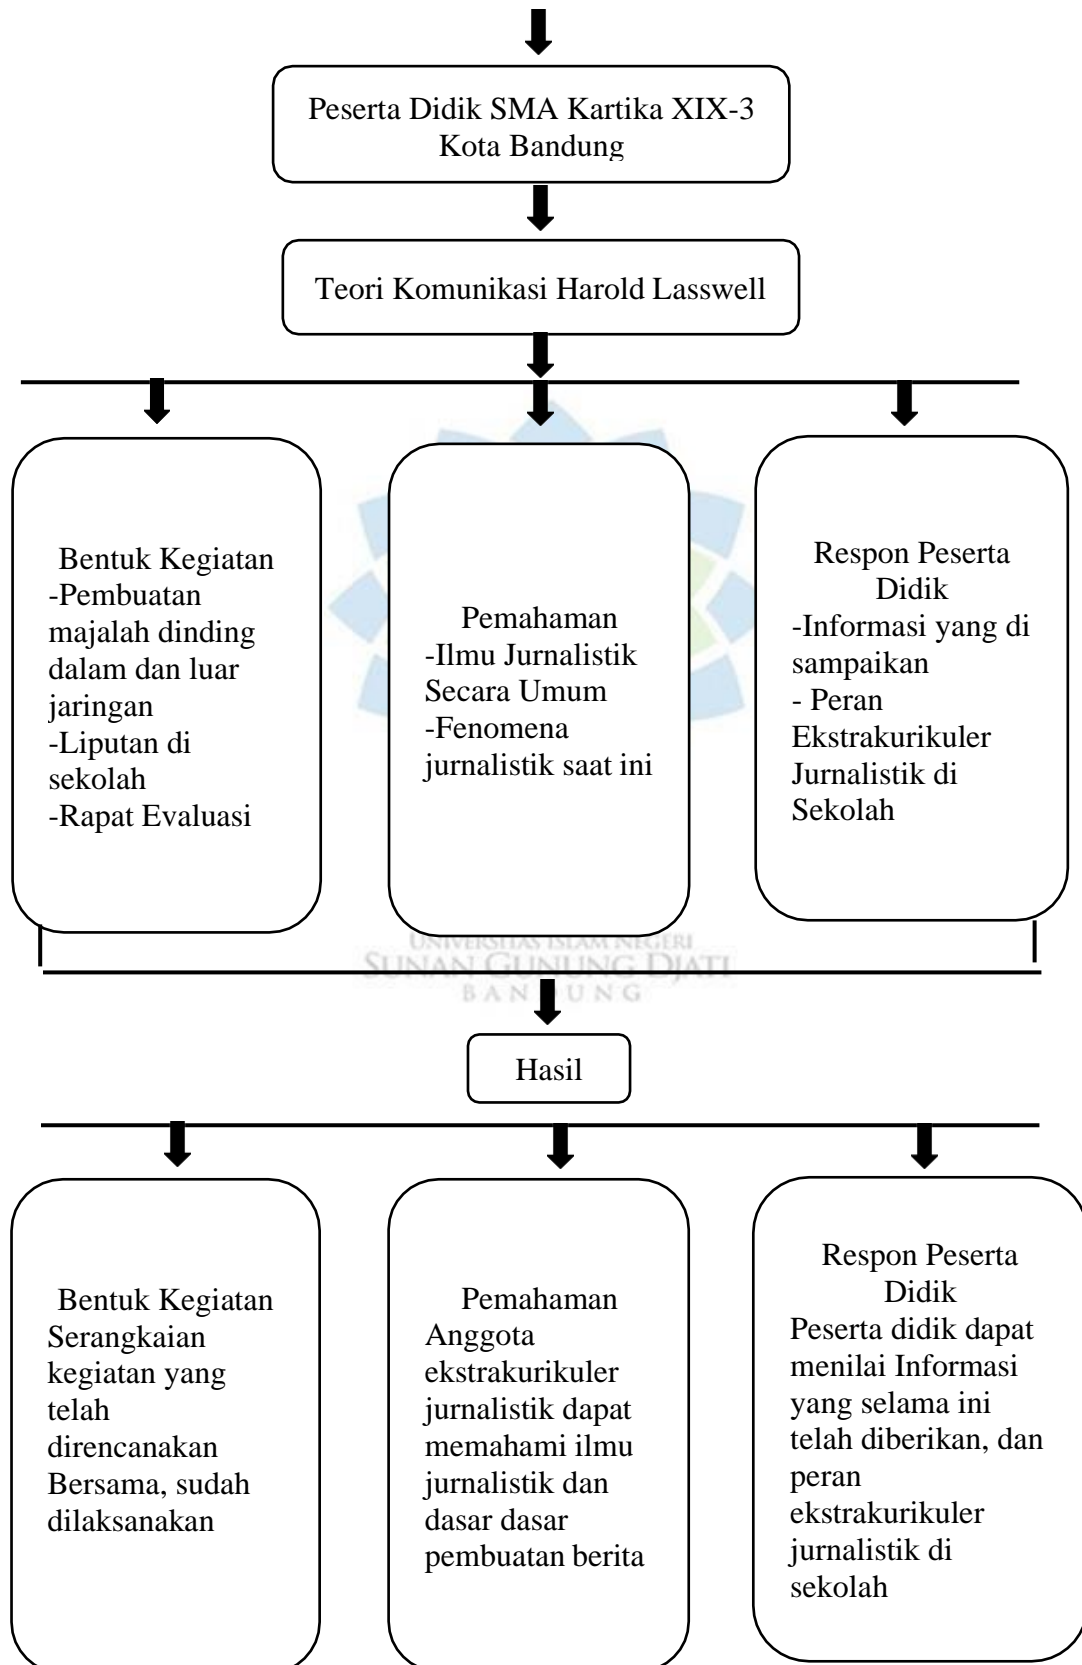 Peserta Didik SMA Kartika XIX-3
Kota Bandung
Teori Komunikasi Harold Lasswell
Bentuk Kegiatan
-Pembuatan
majalah dinding
dalam dan luar
jaringan
-Liputan di
sekolah
-Rapat Evaluasi
Pemahaman
-Ilmu Jurnalistik
Secara Umum
-Fenomena
jurnalistik saat ini
Respon Peserta
Didik
-Informasi yang di
sampaikan
- Peran
Ekstrakurikuler
Jurnalistik di
Sekolah
UNIVERSITAS ISLAM NEGERI
SUNAN GUNUNG DJATI
BANDUNG
Hasil
Bentuk Kegiatan
Serangkaian
kegiatan yang
telah
direncanakan
Bersama, sudah
dilaksanakan
Pemahaman
Anggota
ekstrakurikuler
jurnalistik dapat
memahami ilmu
jurnalistik dan
dasar dasar
pembuatan berita
Respon Peserta
Didik
Peserta didik dapat
menilai Informasi
yang selama ini
telah diberikan, dan
peran
ekstrakurikuler
jurnalistik di
sekolah